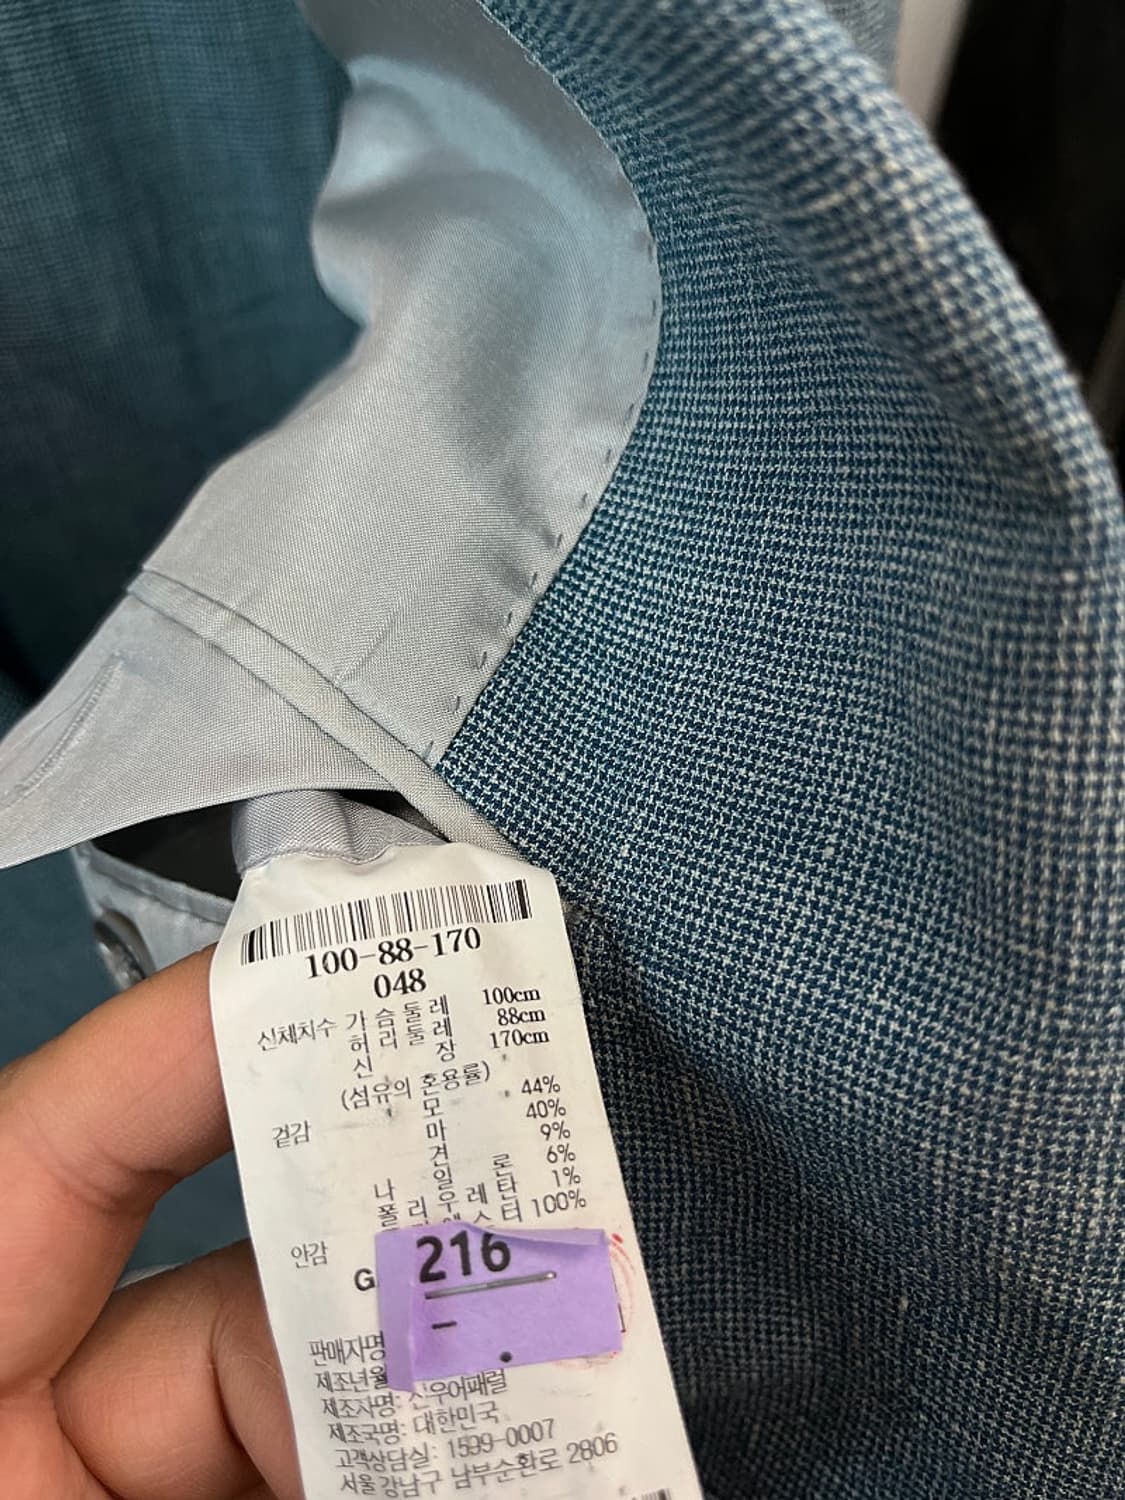 100-88-170
048
신체치수 가슴둘레 100cm
허리둘레 88cm
신장 170cm
(섬유의 혼용률)
겉감 모 44%
마 40%
견 9%
나일론 6%
폴리우레탄 1%
안감 터 100%
G
216
판매자명
제조년월
제조자명: 신우어패럴
제조국명: 대한민국
고객상담실: 1599-0007
서울 강남구 남부순환로 2806